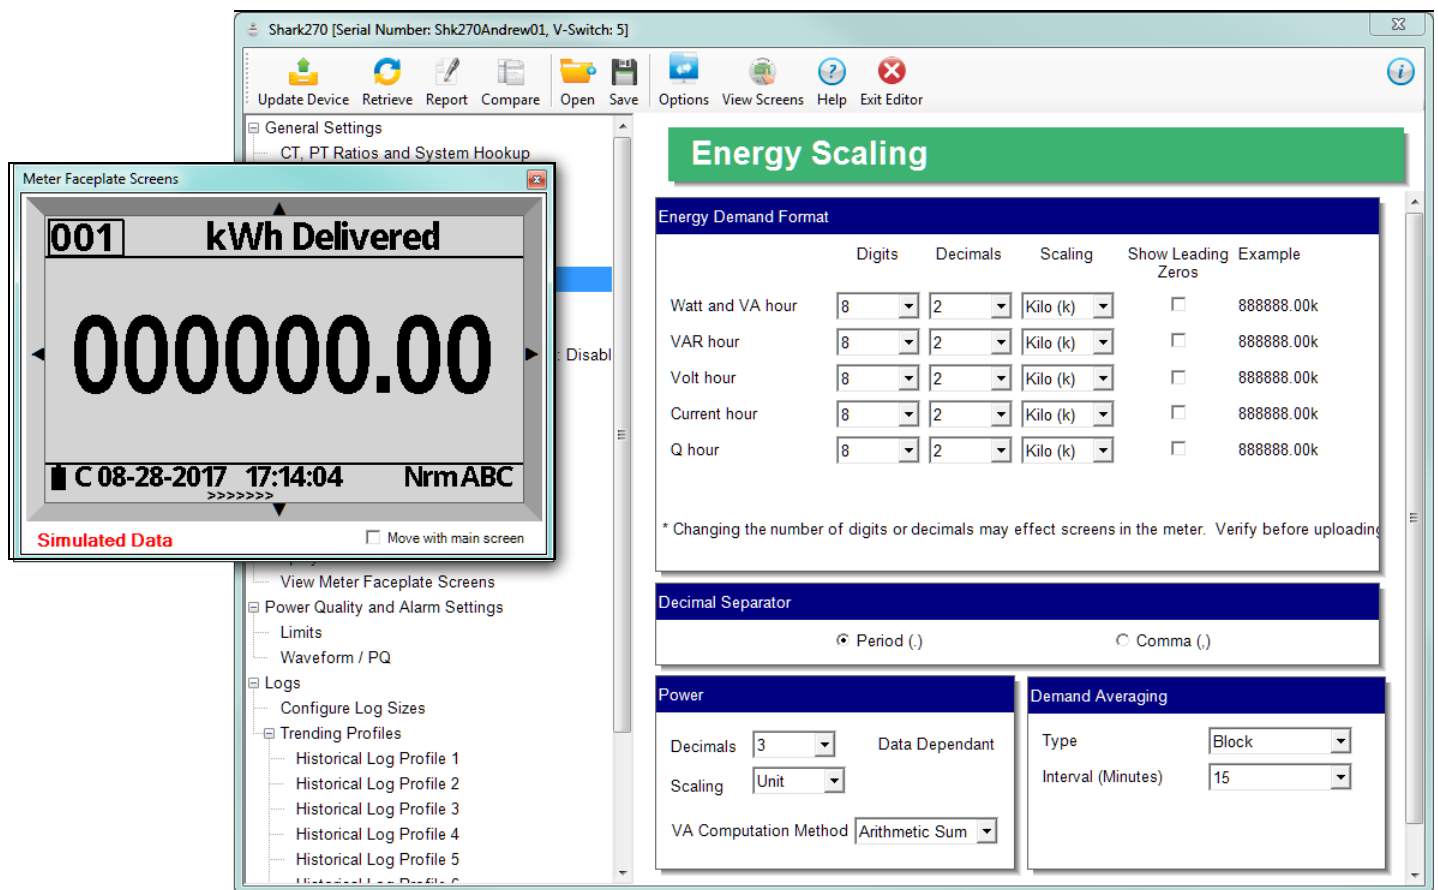 Shark270 [Serial Number: Shk270Andrew01, V-Switch: 5]
Update Device Retrieve Report Compare Open Save Options View Screens Help Exit Editor
General Settings
CT, PT Ratios and System Hookup
: Disabl
View Meter Faceplate Screens
Power Quality and Alarm Settings
Limits
Waveform / PQ
Logs
Configure Log Sizes
Trending Profiles
Historical Log Profile 1
Historical Log Profile 2
Historical Log Profile 3
Historical Log Profile 4
Historical Log Profile 5
Meter Faceplate Screens
001 kWh Delivered
000000.00
C 08-28-2017 17:14:04 Nrm ABC
>>>>>>>
Simulated Data Move with main screen
Energy Scaling
Energy Demand Format
Digits Decimals Scaling Show Leading Example
Zeros
Watt and VA hour 8 2 Kilo (k) 888888.00k
VAR hour 8 2 Kilo (k) 888888.00k
Volt hour 8 2 Kilo (k) 888888.00k
Current hour 8 2 Kilo (k) 888888.00k
Q hour 8 2 Kilo (k) 888888.00k
* Changing the number of digits or decimals may effect screens in the meter. Verify before uploading
Decimal Separator
Period (.) Comma (,)
Power
Decimals 3 Data Dependant
Scaling Unit
VA Computation Method Arithmetic Sum
Demand Averaging
Type Block
Interval (Minutes) 15